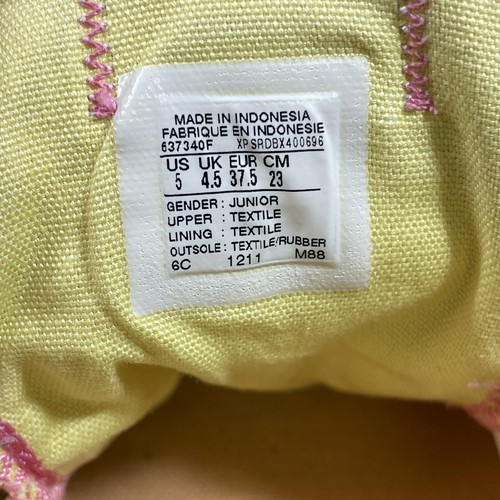 MADE IN INDONESIA
FABRIQUE EN INDONESIE
637340F XPSRDBX400696
US UK EUR CM
5 4.5 37.5 23
GENDER : JUNIOR
UPPER : TEXTILE
LINING : TEXTILE
OUTSOLE : TEXTILE/RUBBER
6C 1211 M88